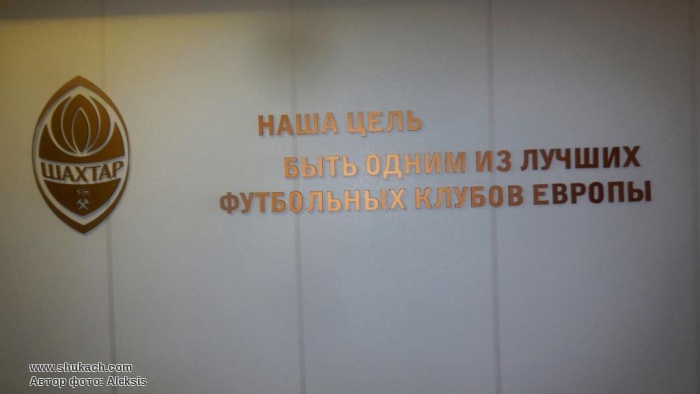 ШАХТАР
НАША ЦЕЛЬ
БЫТЬ ОДНИМ ИЗ ЛУЧШИХ
ФУТБОЛЬНЫХ КЛУБОВ ЕВРОПЫ
www.shukach.com
Автор фото: Aleksis